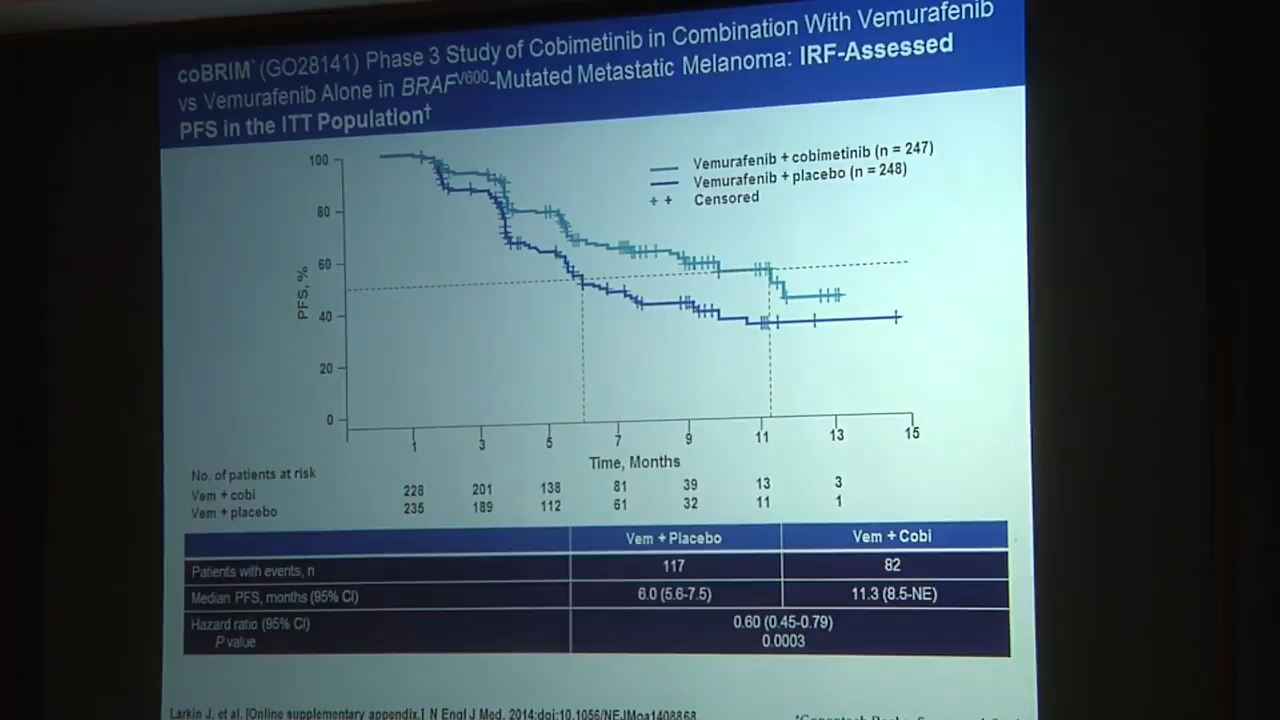 coBRIM* (GO28141) Phase 3 Study of Cobimetinib in Combination With Vemurafenib
vs Vemurafenib Alone in BRAFV600-Mutated Metastatic Melanoma: IRF-Assessed
PFS in the ITT Population†
Vemurafenib + cobimetinib (n = 247)
Vemurafenib + placebo (n = 248)
+ + Censored
PFS, %
100
80
60
40
20
0
1 3 5 7 9 11 13 15
Time, Months
No. of patients at risk
Vem + cobi 228 201 138 81 39 13 3
Vem + placebo 235 189 112 61 32 11 1
Vem + Placebo Vem + Cobi
Patients with events, n 117 82
Median PFS, months (95% CI) 6.0 (5.6-7.5) 11.3 (8.5-NE)
Hazard ratio (95% CI) 0.60 (0.45-0.79)
P value 0.0003
Larkin J, et al. [Online supplementary appendix.] N Engl J Med. 2014:doi:10.1056/NEJMoa1408868